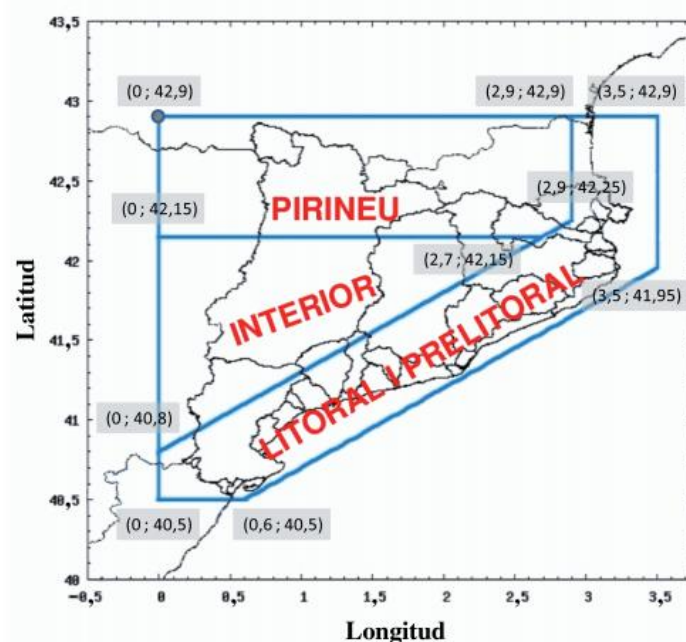 43,5
(0 ; 42,9)
(2,9 ; 42,9)
(3,5 ; 42,9)
43
42,5
(2,9 ; 42,25)
(0 ; 42,15)
PIRINEU
42
(2,7 ; 42,15)
(3,5 ; 41,95)
INTERIOR
41,5
LITORAL I PRELITORAL
41
(0 ; 40,8)
40,5
(0 ; 40,5)
(0,6 ; 40,5)
40
-0,5
0
0,5
1
1,5
2
2,5
3
3,5
Latitud
Longitud